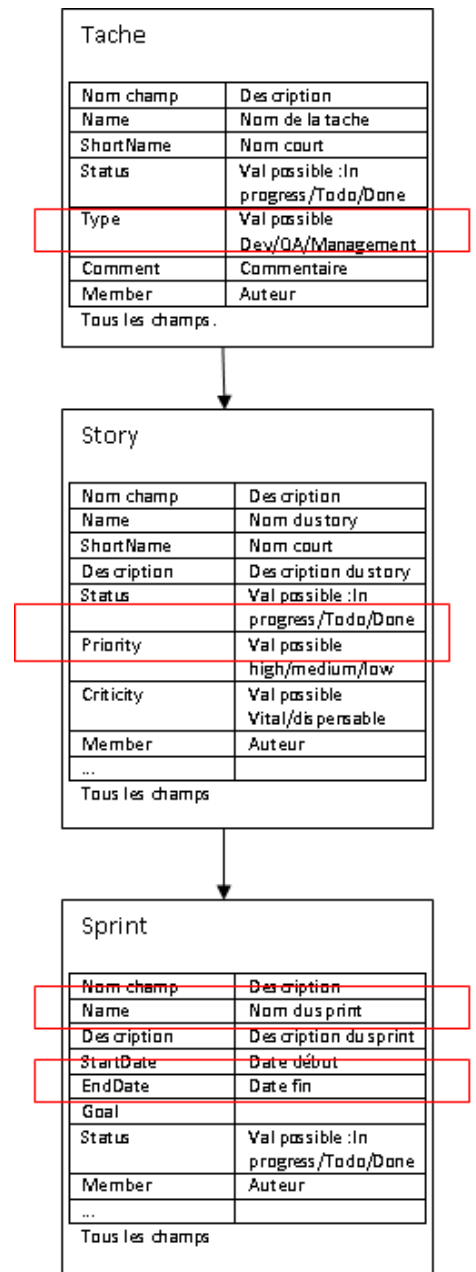 Tache
Nom champ Description
Name Nom de la tache
ShortName Nom court
Status Val possible :In
progress/Todo/Done
Type Val possible
Dev/QA/Management
Comment Commentaire
Member Auteur
Tous les champs.
Story
Nom champ Description
Name Nom du story
ShortName Nom court
Description Description du story
Status Val possible :In
progress/Todo/Done
Priority Val possible
high/medium/low
Criticity Val possible
Vital/dispensable
Member Auteur
...
Tous les champs
Sprint
Nom champ Description
Name Nom du sprint
Description Description du sprint
StartDate Date début
EndDate Date fin
Goal
Status Val possible :In
progress/Todo/Done
Member Auteur
...
Tous les champs